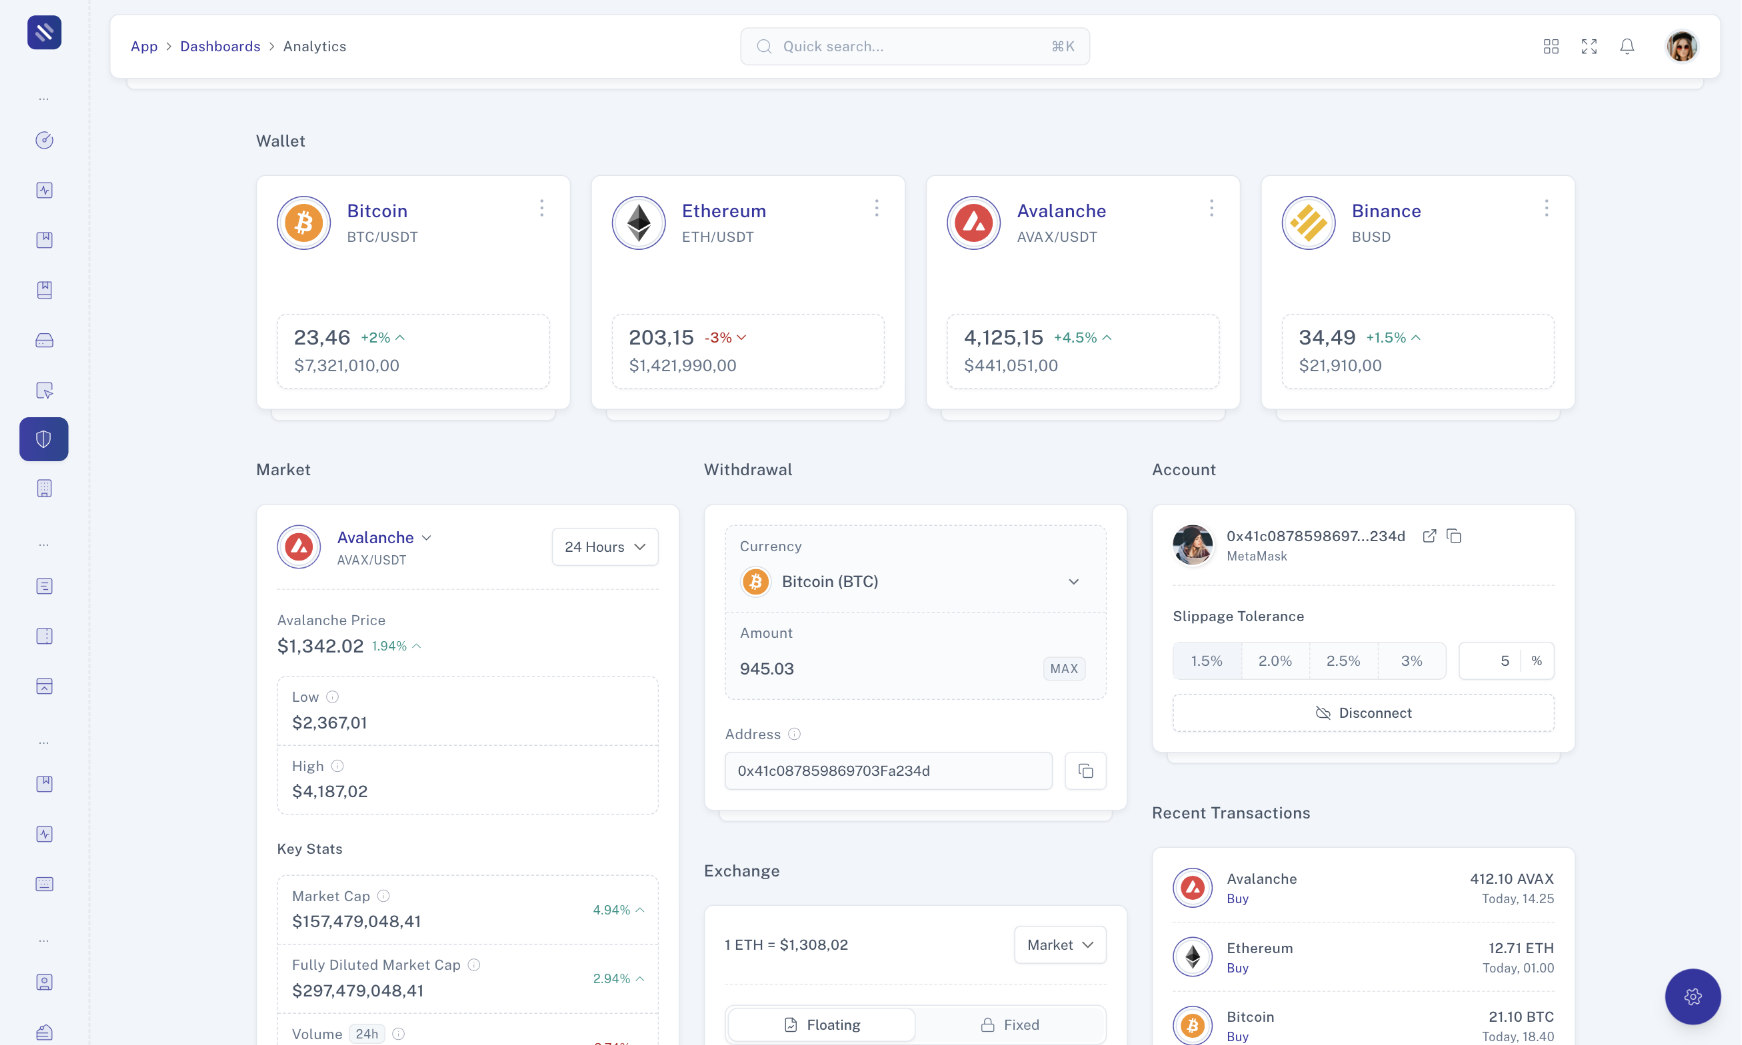 App > Dashboards > Analytics
Quick search... ⌘K
...
Wallet
Bitcoin
BTC/USDT
23,46 +2%
$7,321,010,00
Ethereum
ETH/USDT
203,15 -3%
$1,421,990,00
Avalanche
AVAX/USDT
4,125,15 +4.5%
$441,051,00
Binance
BUSD
34,49 +1.5%
$21,910,00
Market
Avalanche
AVAX/USDT
24 Hours
Avalanche Price
$1,342.02 1.94%
Low
$2,367,01
High
$4,187,02
Key Stats
Market Cap
$157,479,048,41
4.94%
Fully Diluted Market Cap
$297,479,048,41
2.94%
Volume 24h
Withdrawal
Currency
Bitcoin (BTC)
Amount
945.03 MAX
Address
0x41c087859869703Fa234d
Exchange
1 ETH = $1,308,02
Market
Floating
Fixed
Account
0x41c0878598697...234d
MetaMask
Slippage Tolerance
1.5% 2.0% 2.5% 3% 5 %
Disconnect
Recent Transactions
Avalanche 412.10 AVAX
Buy Today, 14.25
Ethereum 12.71 ETH
Buy Today, 01.00
Bitcoin 21.10 BTC
Buy Today, 18.40
...
...
...